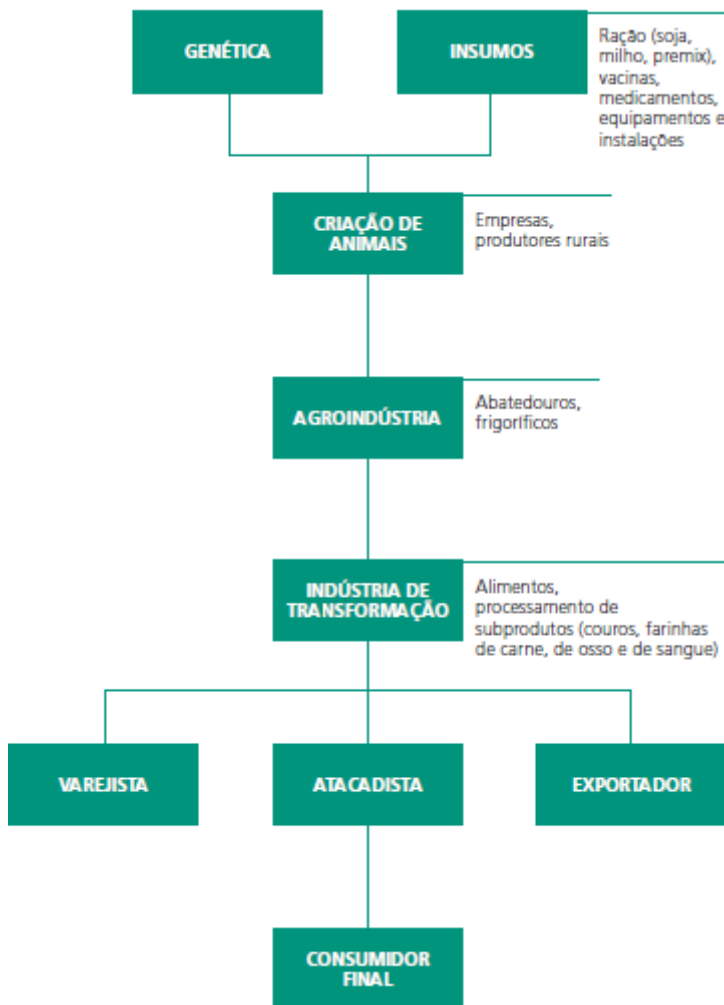 GENÉTICA
INSUMOS
Ração (soja,
milho, premix),
vacinas,
medicamentos,
equipamentos e
instalações
CRIAÇÃO DE
ANIMAIS
Empresas,
produtores rurais
AGROINDÚSTRIA
Abatedouros,
frigoríficos
INDÚSTRIA DE
TRANSFORMAÇÃO
Alimentos,
processamento de
subprodutos (couros, farinhas
de carne, de osso e de sangue)
VAREJISTA
ATACADISTA
EXPORTADOR
CONSUMIDOR
FINAL